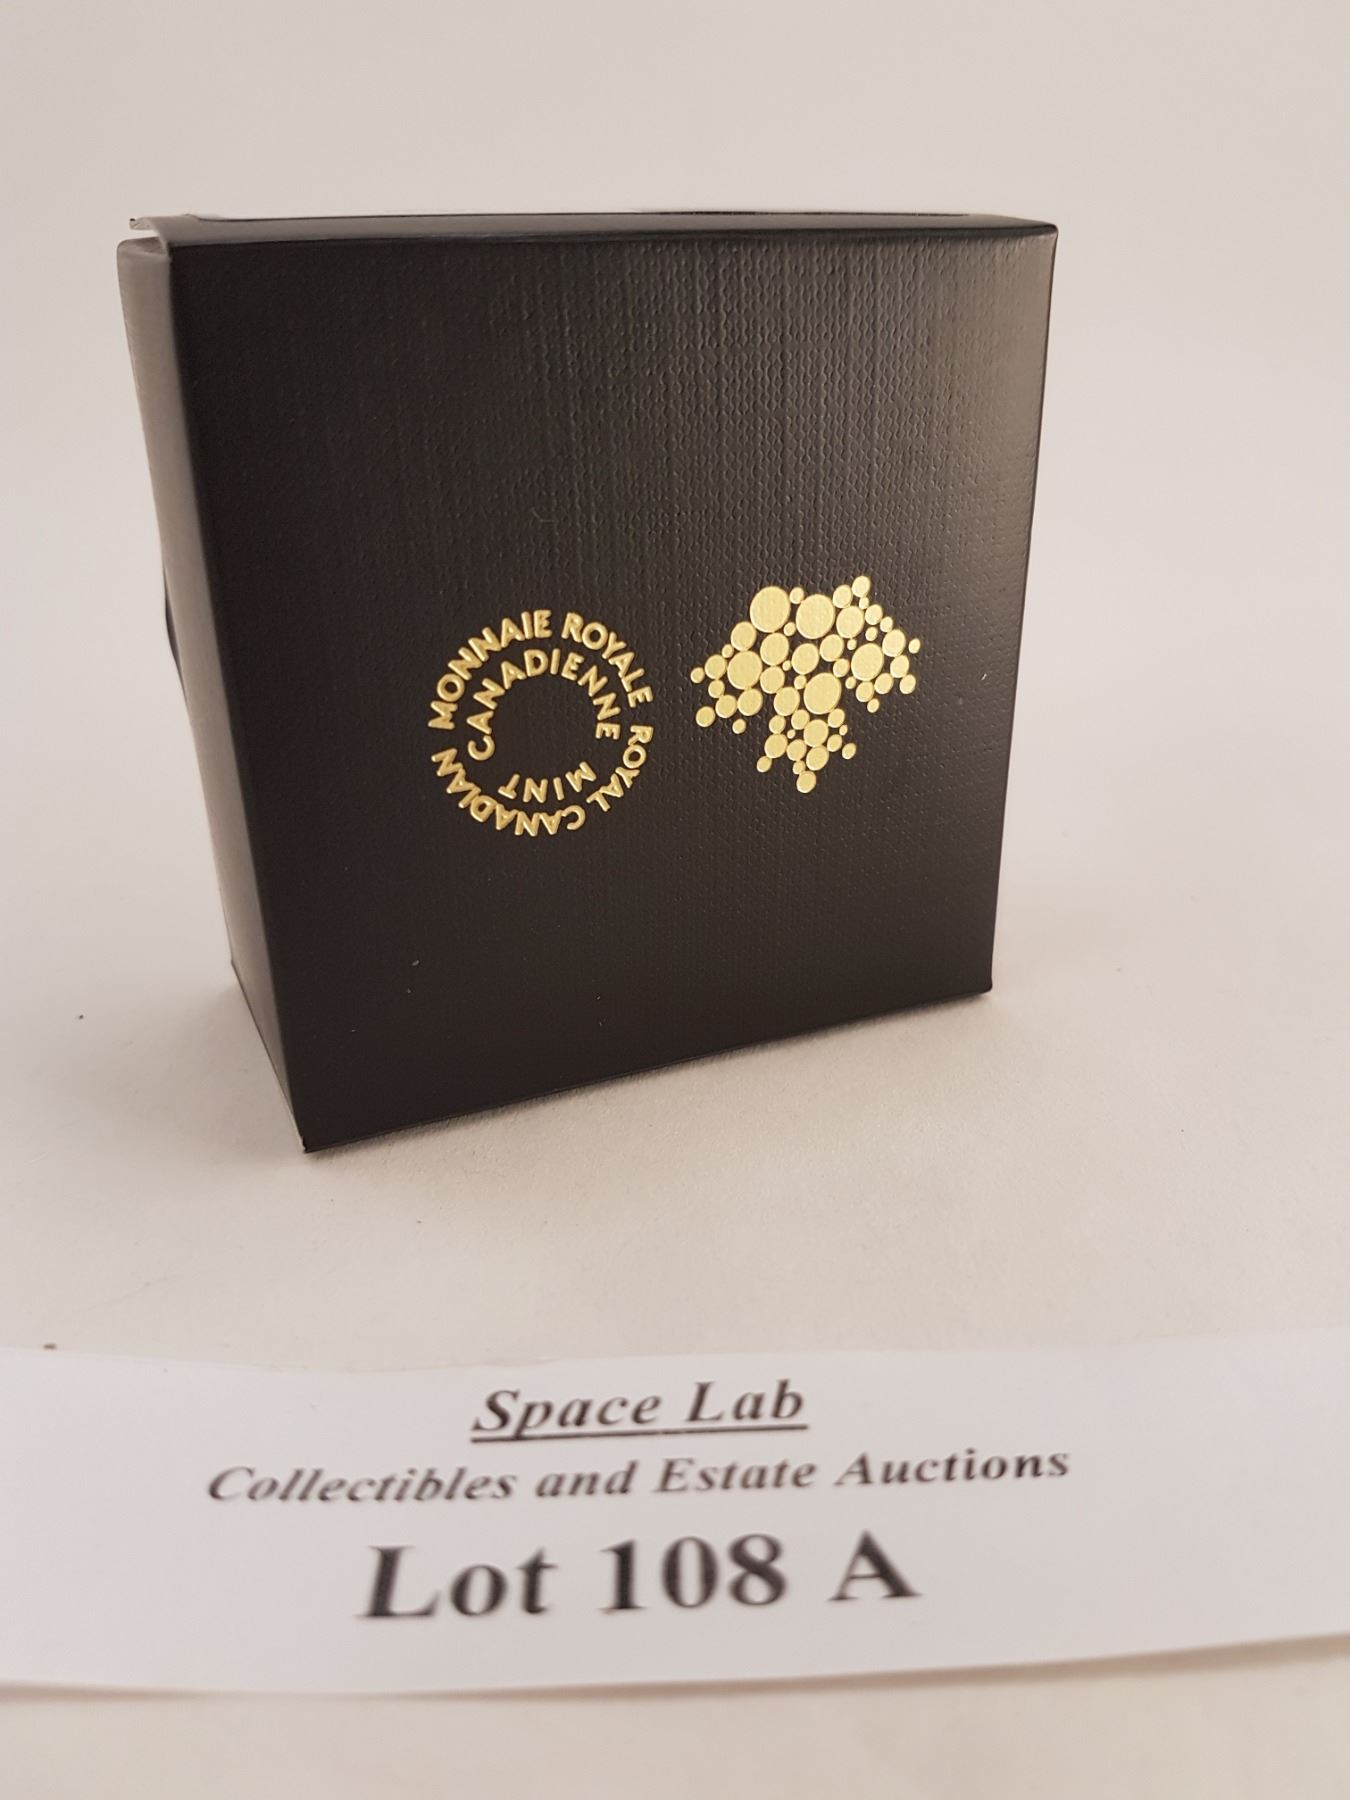 MONNAIE ROYALE
CANADIENNE
ROYAL CANADIAN
MINT
Space Lab
Collectibles and Estate Auctions
Lot 108 A